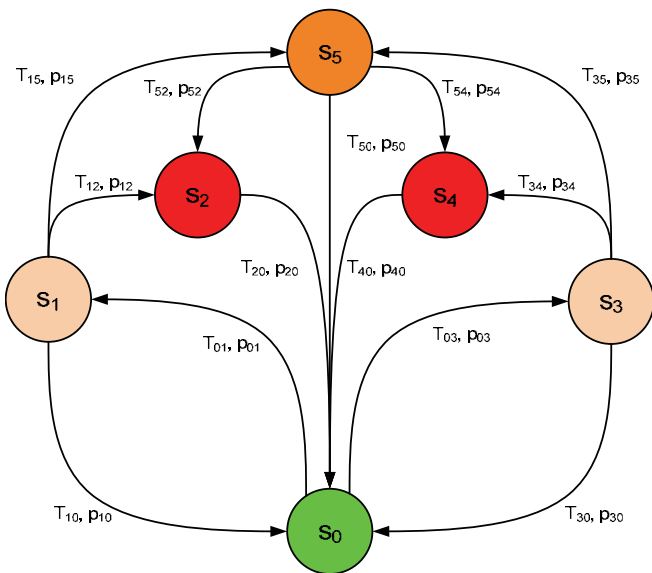 S5
T15, p15
T52, p52
T54, p54
T35, p35
T50, p50
T12, p12
S2
S4
T34, p34
T20, p20
T40, p40
S1
S3
T01, p01
T03, p03
T10, p10
S0
T30, p30